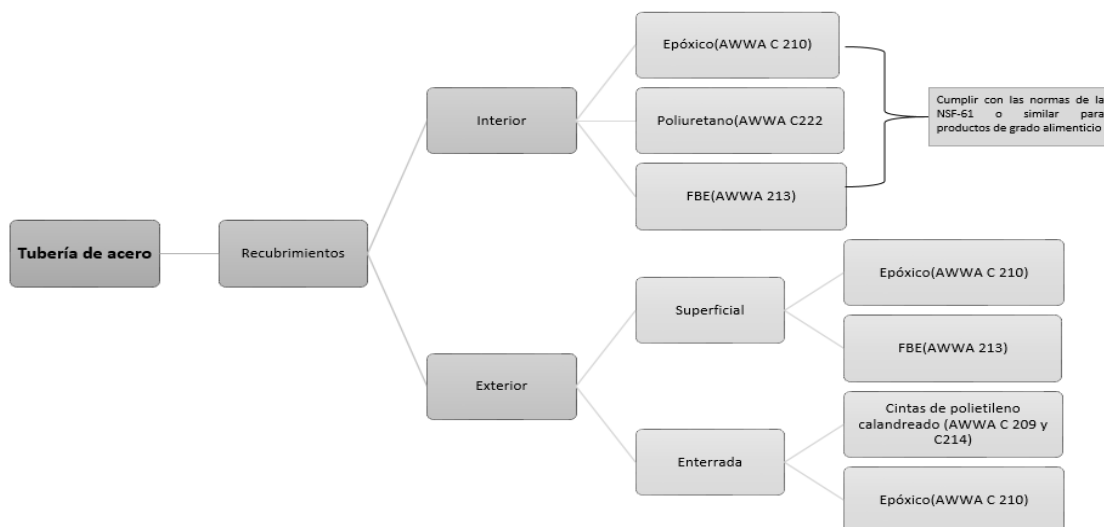 Tubería de acero
Recubrimientos
Interior
Epóxico(AWWA C 210)
Poliuretano(AWWA C222
FBE(AWWA 213)
Cumplir con las normas de la
NSF-61 o similar para
productos de grado alimenticio
Exterior
Superficial
Epóxico(AWWA C 210)
FBE(AWWA 213)
Enterrada
Cintas de polietileno
calandreado (AWWA C 209 y
C214)
Epóxico(AWWA C 210)